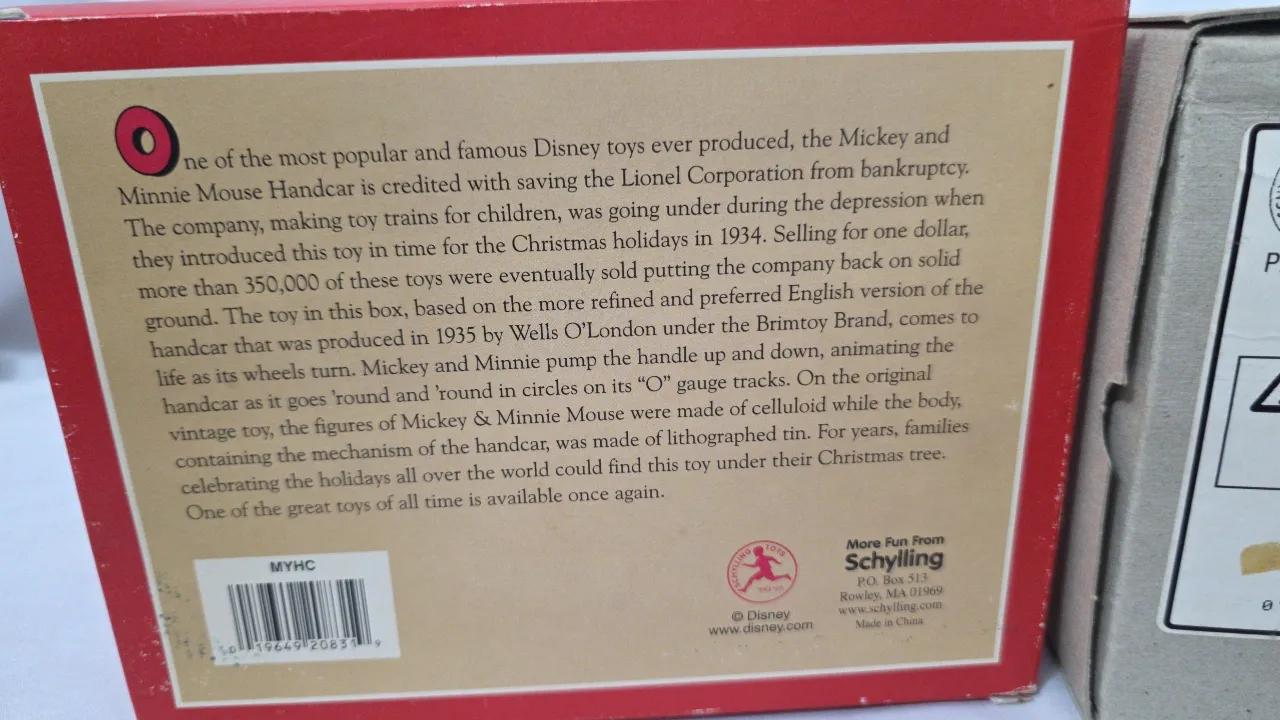 One of the most popular and famous Disney toys ever produced, the Mickey and
Minnie Mouse Handcar is credited with saving the Lionel Corporation from bankruptcy.
The company, making toy trains for children, was going under during the depression when
they introduced this toy in time for the Christmas holidays in 1934. Selling for one dollar,
more than 350,000 of these toys were eventually sold putting the company back on solid
ground. The toy in this box, based on the more refined and preferred English version of the
handcar that was produced in 1935 by Wells O'London under the Brimtoy Brand, comes to
life as its wheels turn. Mickey and Minnie pump the handle up and down, animating the
handcar as it goes 'round and 'round in circles on its “O” gauge tracks. On the original
vintage toy, the figures of Mickey & Minnie Mouse were made of celluloid while the body,
containing the mechanism of the handcar, was made of lithographed tin. For years, families
celebrating the holidays all over the world could find this toy under their Christmas tree.
One of the great toys of all time is available once again.
MYHC
0 19649 20831 9
SCHYLLING TOYS
© Disney
www.disney.com
More Fun From
Schylling
P.O. Box 513
Rowley, MA 01969
www.schylling.com
Made in China
P
0